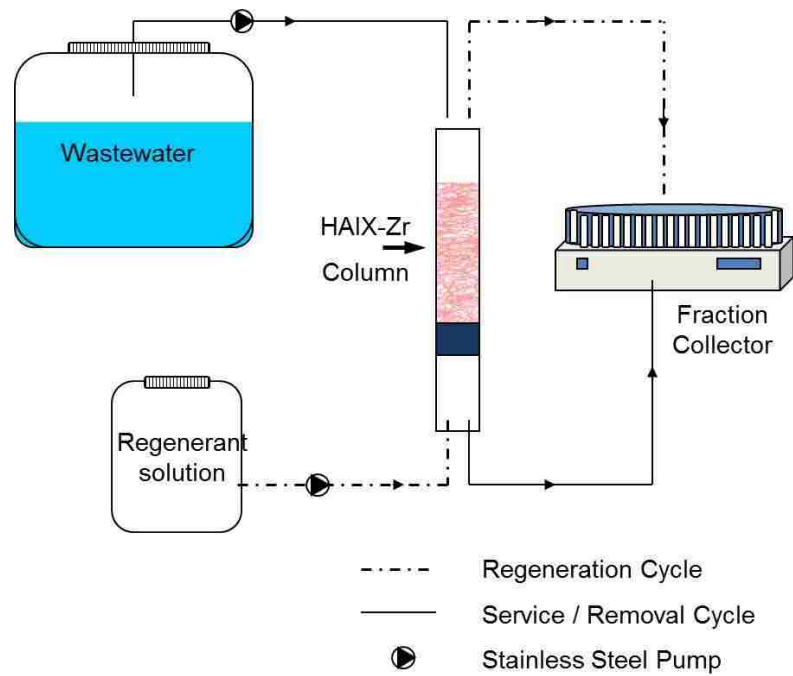 Wastewater
HAIX-Zr
Column
Fraction
Collector
Regenerant
solution
Regeneration Cycle
Service / Removal Cycle
Stainless Steel Pump